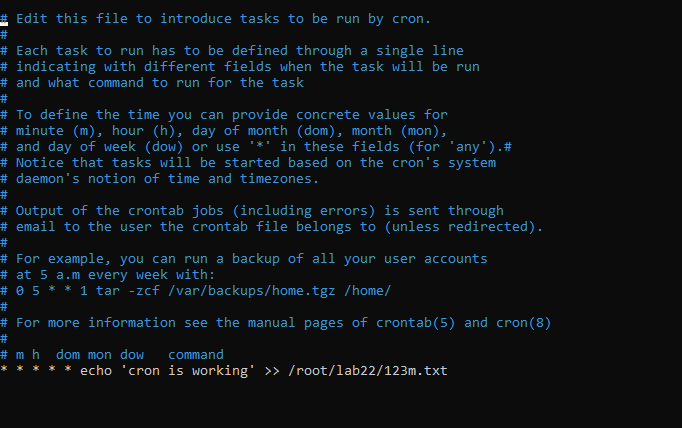 # Edit this file to introduce tasks to be run by cron.
#
# Each task to run has to be defined through a single line
# indicating with different fields when the task will be run
# and what command to run for the task
#
# To define the time you can provide concrete values for
# minute (m), hour (h), day of month (dom), month (mon),
# and day of week (dow) or use '*' in these fields (for 'any').#
# Notice that tasks will be started based on the cron's system
# daemon's notion of time and timezones.
#
# Output of the crontab jobs (including errors) is sent through
# email to the user the crontab file belongs to (unless redirected).
#
# For example, you can run a backup of all your user accounts
# at 5 a.m every week with:
# 0 5 * * 1 tar -zcf /var/backups/home.tgz /home/
#
# For more information see the manual pages of crontab(5) and cron(8)
#
# m h  dom mon dow   command
* * * * * echo 'cron is working' >> /root/lab22/123m.txt